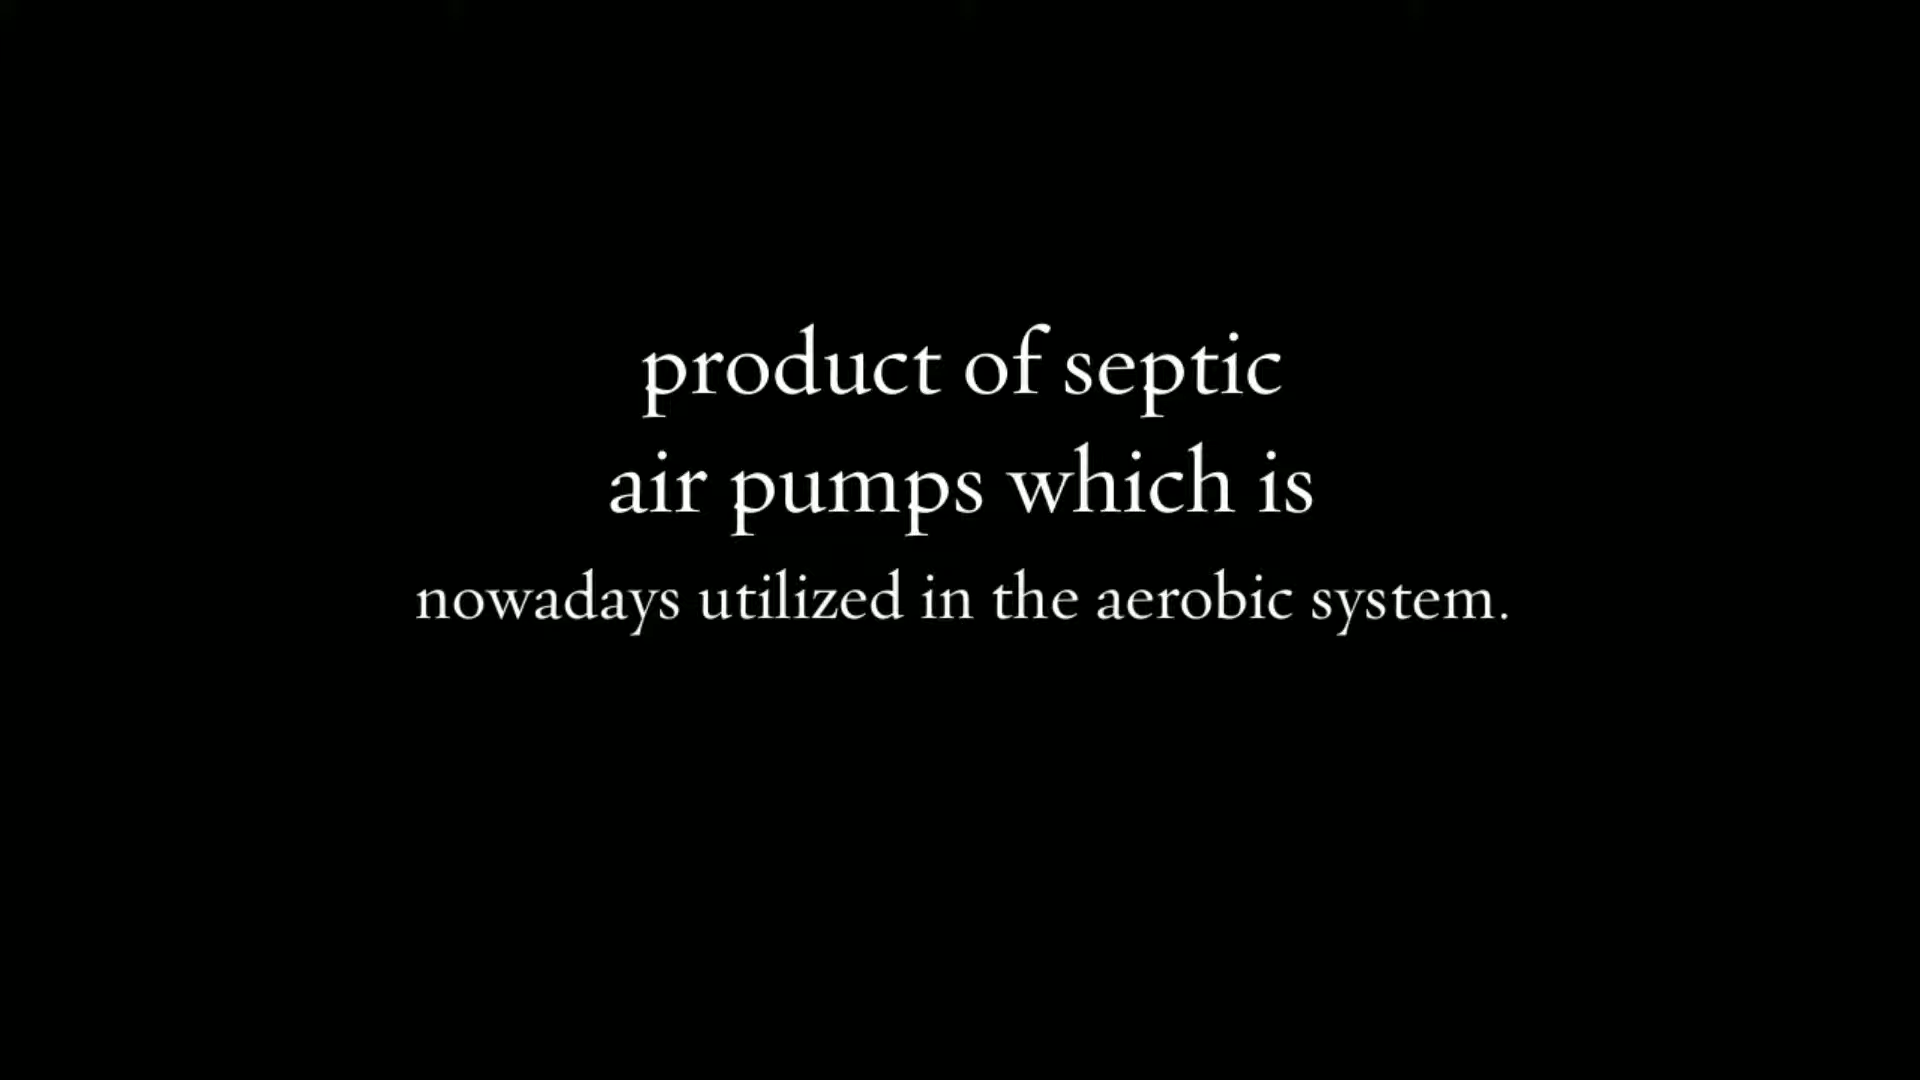 product of septic
air pumps which is
nowadays utilized in the aerobic system.